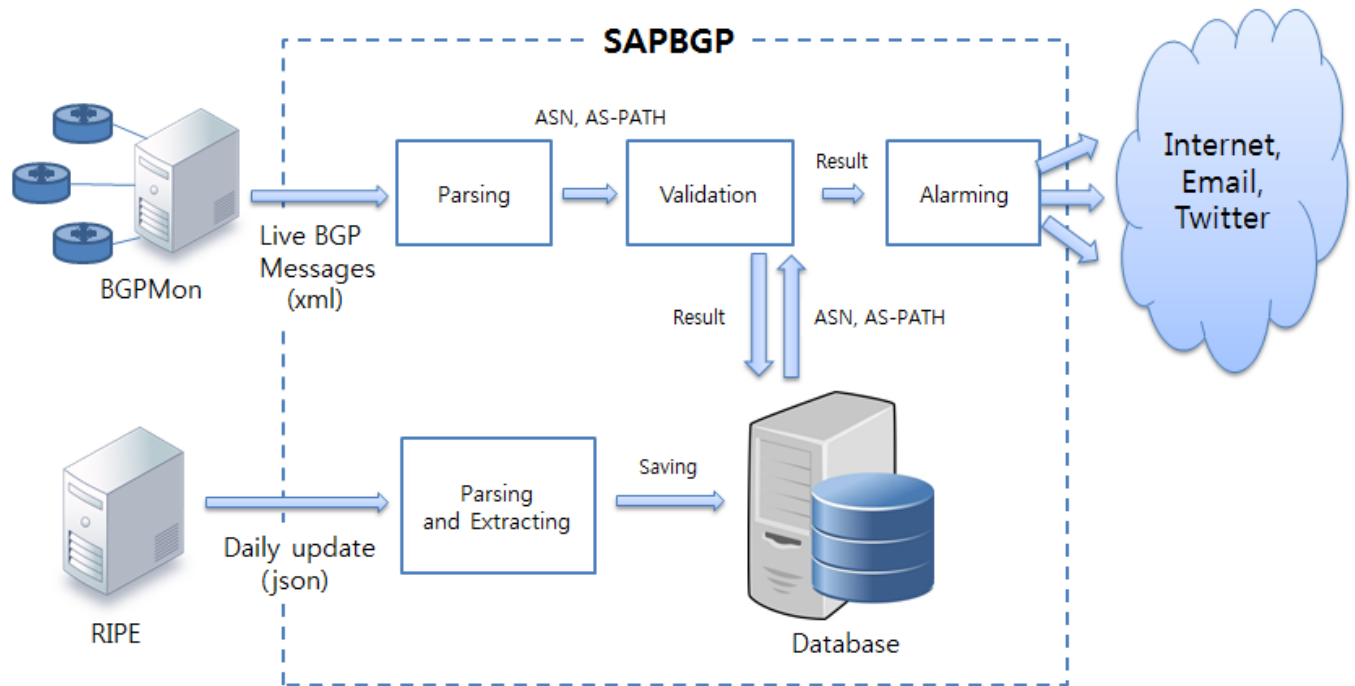 SAPBGP
ASN, AS-PATH
Parsing
Validation
Result
Alarming
Internet,
Email,
Twitter
Live BGP
Messages
(xml)
BGPMon
Result
ASN, AS-PATH
Parsing
and Extracting
Saving
Daily update
(json)
RIPE
Database